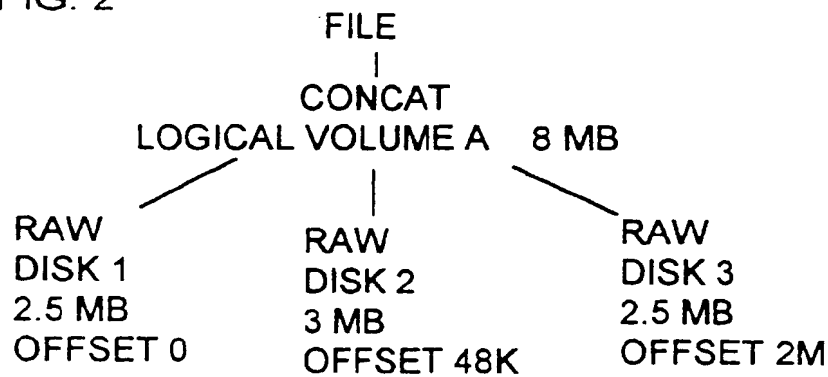 FIG. 2
FILE
CONCAT
LOGICAL VOLUME A 8 MB
RAW
DISK 1
2.5 MB
OFFSET 0
RAW
DISK 2
3 MB
OFFSET 48K
RAW
DISK 3
2.5 MB
OFFSET 2M